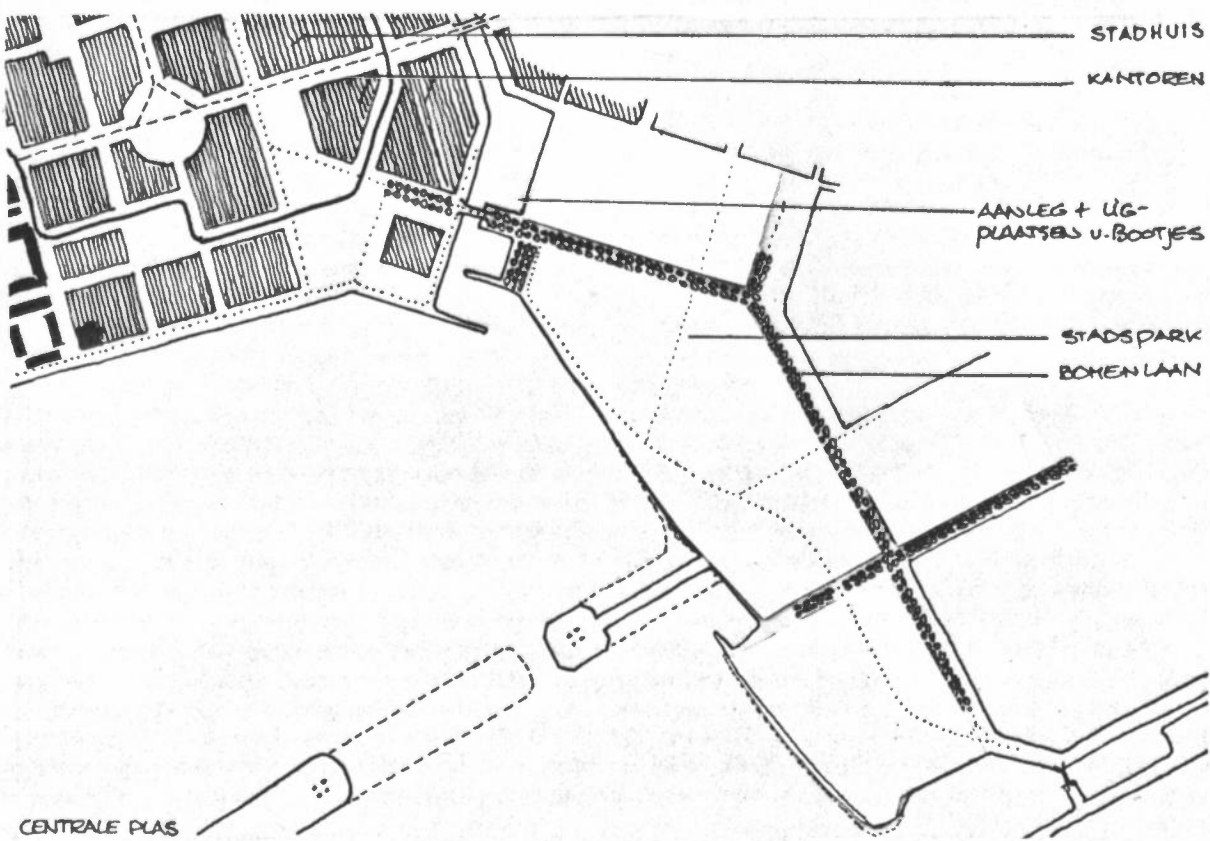 STADHUIS
KANTOREN
AANLEG + LIG-
PLAATSEN v. BOOTJES
STADSPARK
BOMENLAAN
CENTRALE PLAS